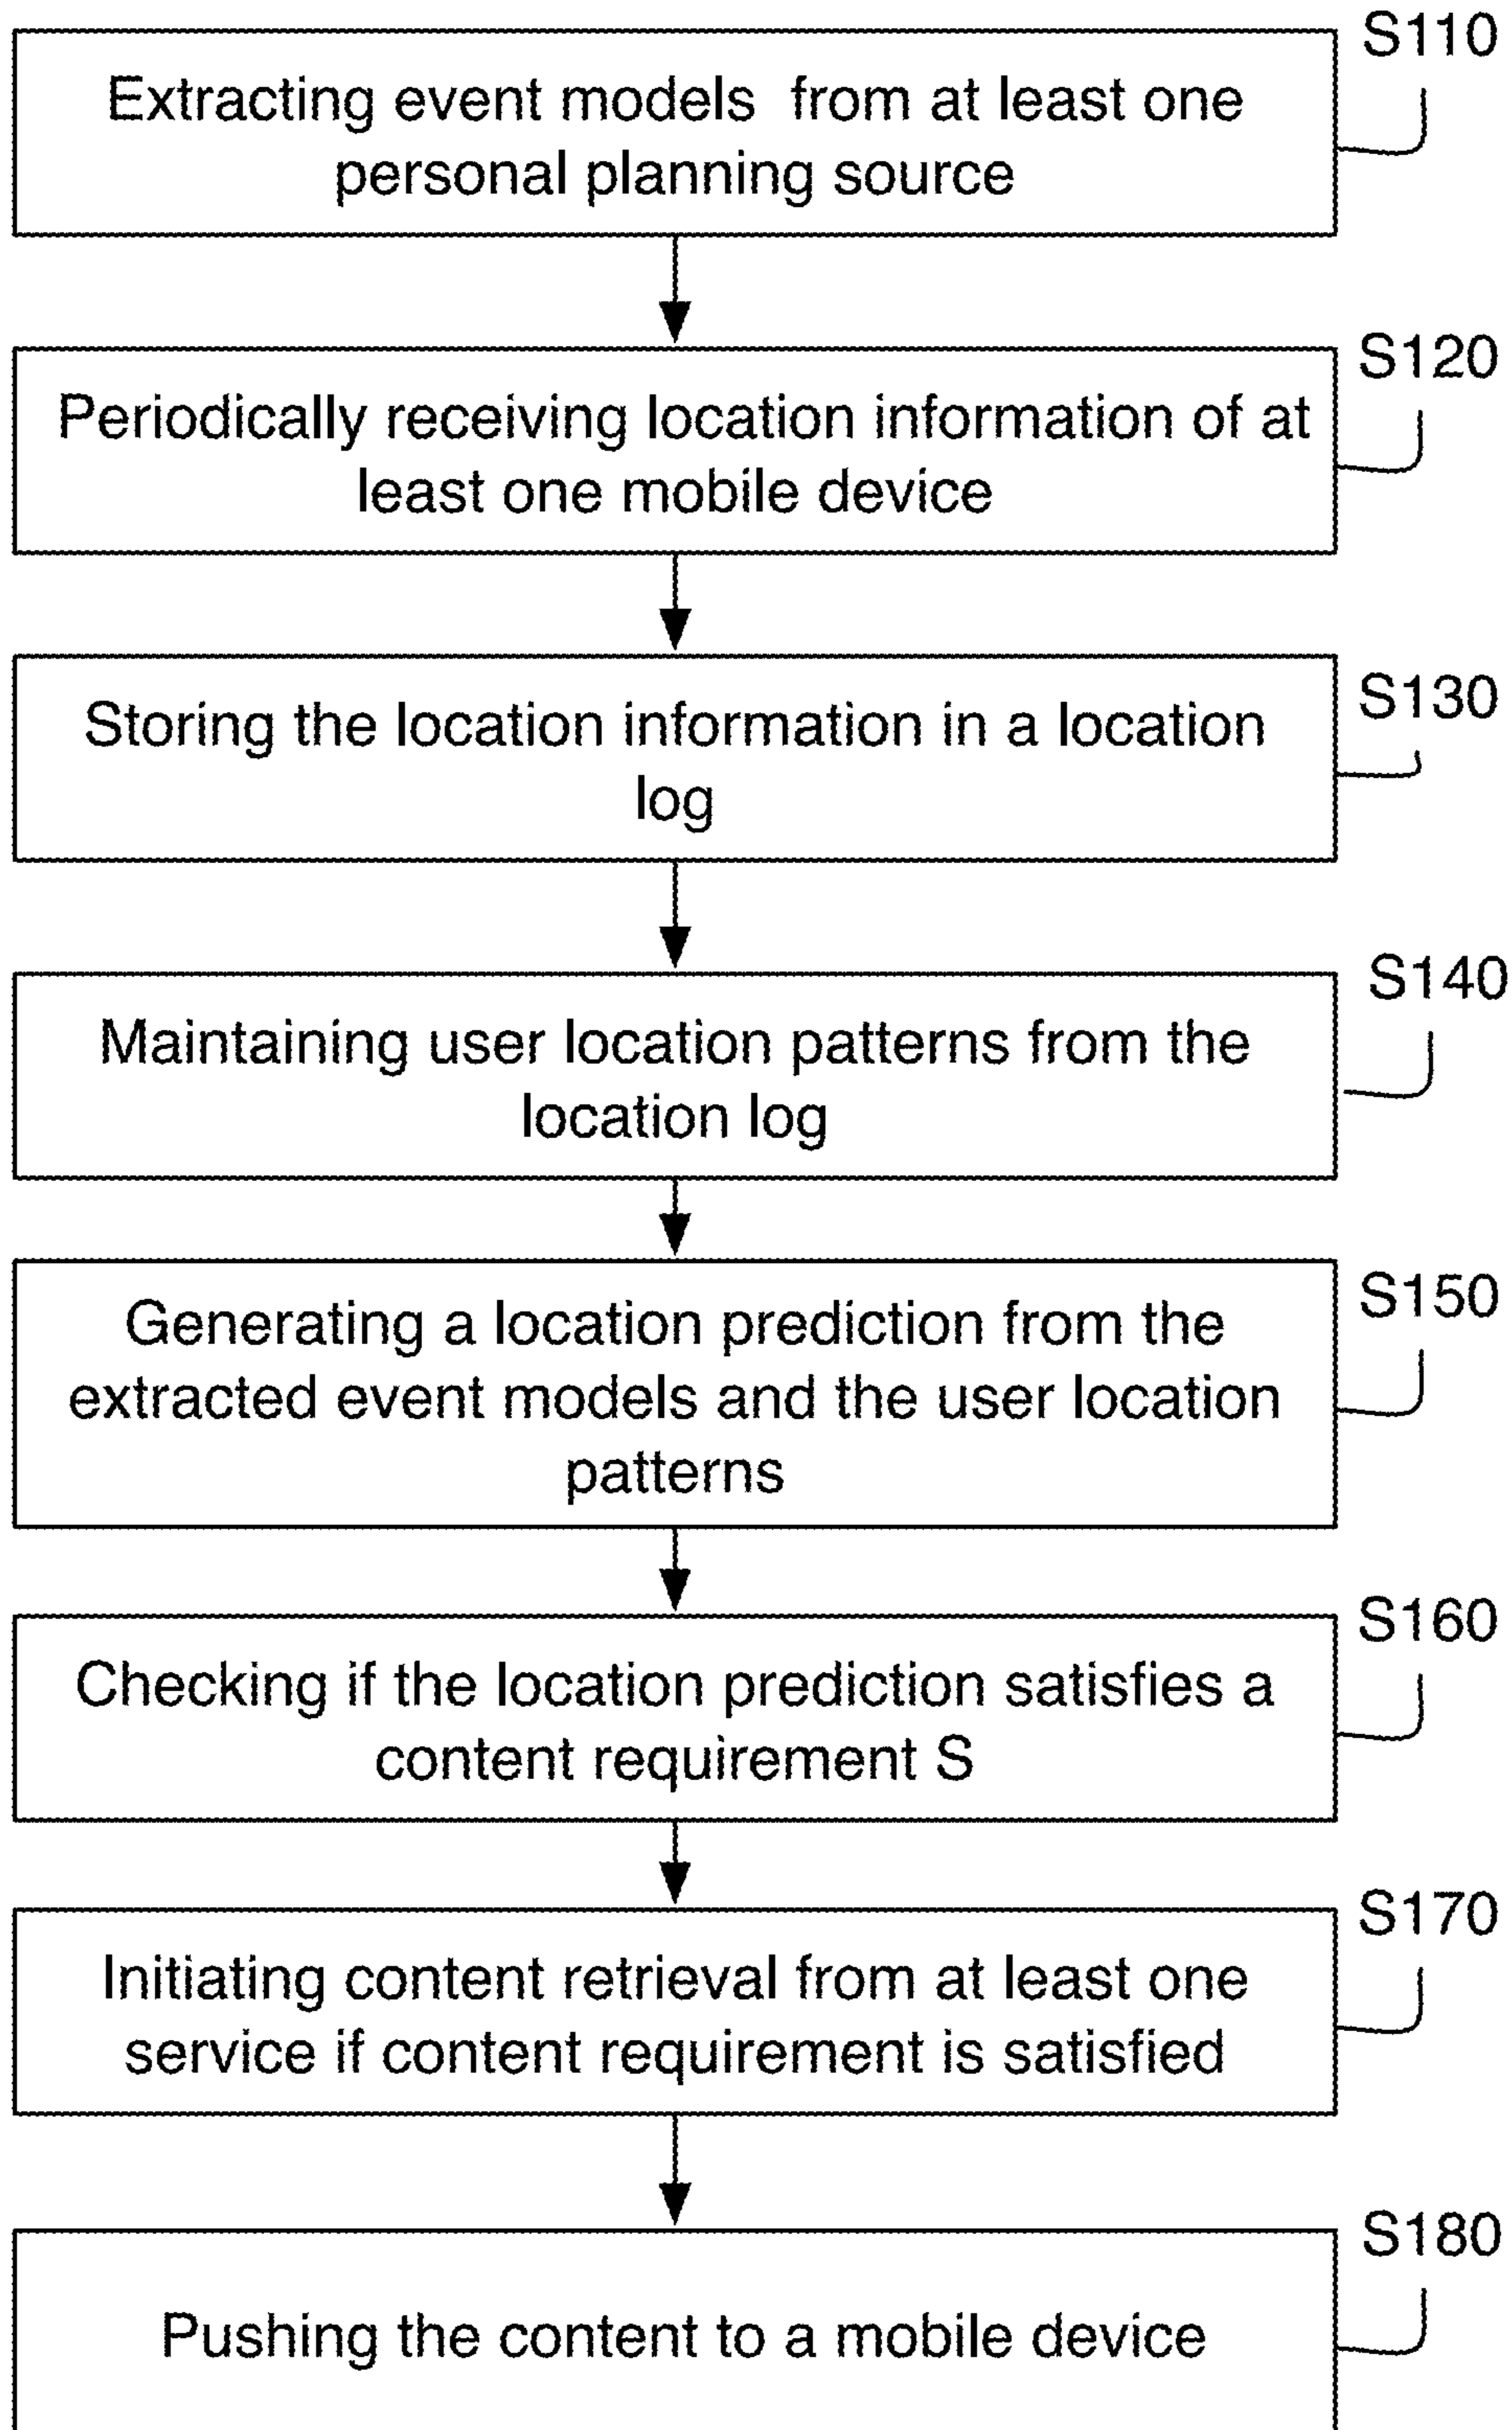 S110
Extracting event models from at least one
personal planning source
S120
Periodically receiving location information of at
least one mobile device
S130
Storing the location information in a location
log
S140
Maintaining user location patterns from the
location log
S150
Generating a location prediction from the
extracted event models and the user location
patterns
S160
Checking if the location prediction satisfies a
content requirement S
S170
Initiating content retrieval from at least one
service if content requirement is satisfied
S180
Pushing the content to a mobile device